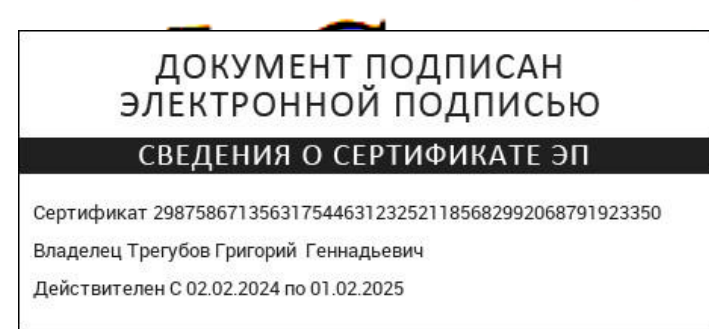 ДОКУМЕНТ ПОДПИСАН
ЭЛЕКТРОННОЙ ПОДПИСЬЮ
СВЕДЕНИЯ О СЕРТИФИКАТЕ ЭП
Сертификат 298758671356317544631232521185682992068791923350
Владелец Трегубов Григорий Геннадьевич
Действителен С 02.02.2024 по 01.02.2025